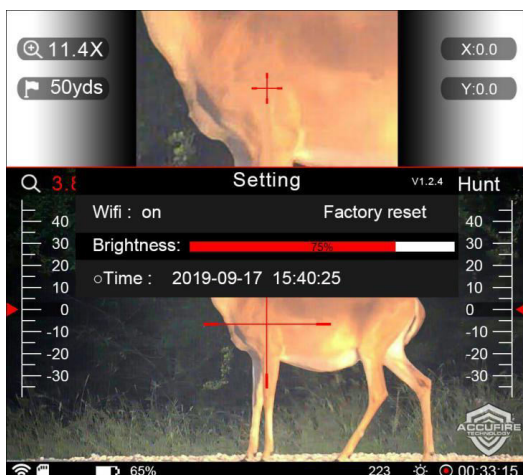 11.4X
X:0.0
50yds
Y:0.0
3.8
Setting
V1.2.4
Hunt
Wifi : on
Factory reset
40
40
Brightness:
75%
30
30
Time : 2019-09-17 15:40:25
20
20
10
10
0
0
-10
-10
-20
-20
-30
-30
ACCUFIRE
TECHNOLOGY
65%
223
00:33:15